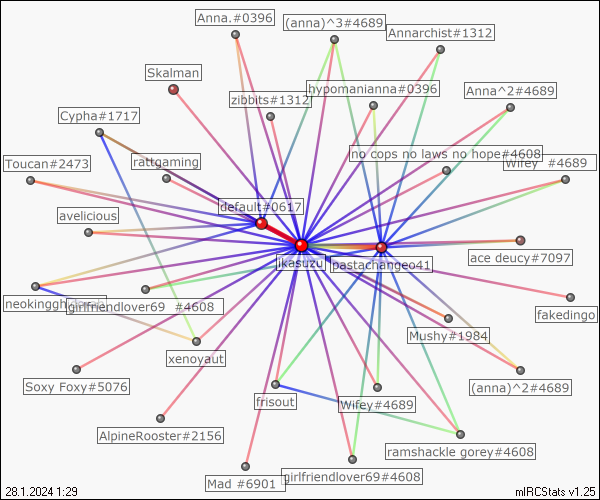 Anna.#0396
(anna)^3#4689
Annarchist#1312
Skalman
hypomanianna#0396
Anna^2#4689
zibbits#1312
Cypha#1717
no cops no laws no hope#4608
Toucan#2473
rattgaming
Wifey #4689
default#0617
avelicious
ikasuzu
pastachange041
ace deucy#7097
girlfriendlover69 #4608
fakedingo
Mushy#1984
xenoyaut
Soxy Foxy#5076
(anna)^2#4689
frisout
Wifey#4689
AlpineRooster#2156
ramshackle gorey#4608
Mad #6901
girlfriendlover69#4608
28.1.2024 1:29
mIRCStats v1.25